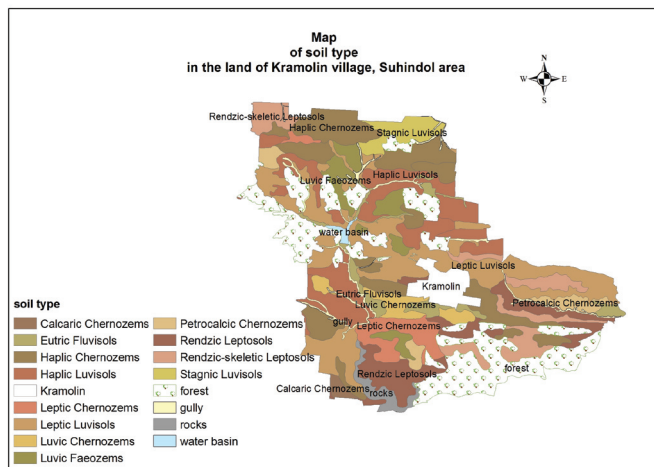 Map
of soil type
in the land of Kramolin village, Suhindol area
N
W E
S
Rendzic-skeletic Leptosols
Haplic Chernozems
Stagnic Luvisols
Luvic Faeozems
Haplic Luvisols
water basin
Leptic Luvisols
Kramolin
Eutric Fluvisols
Luvic Chernozems
Petrocalcic Chernozems
gully
Leptic Chernozems
Rendzic Leptosols
forest
Calcaric Chernozems
rocks
soil type
Calcaric Chernozems
Eutric Fluvisols
Haplic Chernozems
Haplic Luvisols
Kramolin
Leptic Chernozems
Leptic Luvisols
Luvic Chernozems
Luvic Faeozems
Petrocalcic Chernozems
Rendzic Leptosols
Rendzic-skeletic Leptosols
Stagnic Luvisols
forest
gully
rocks
water basin